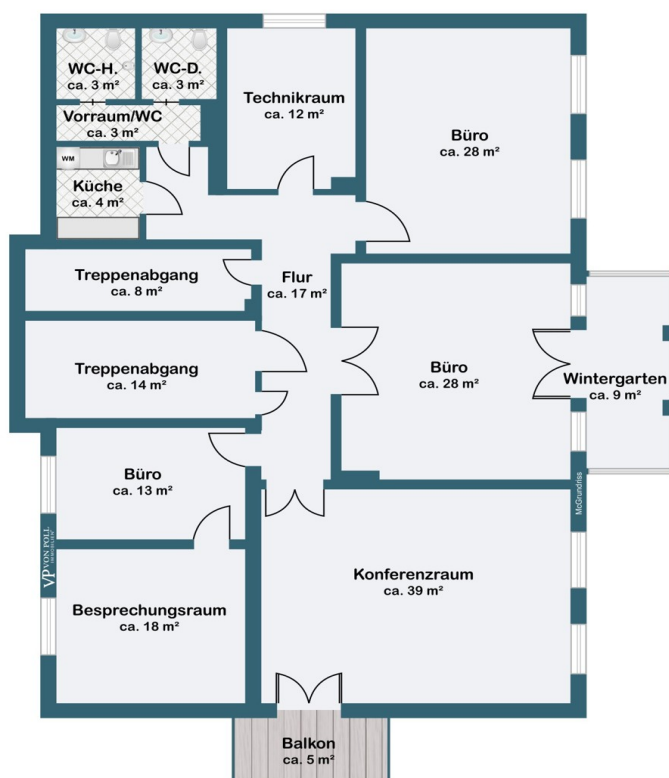 WC-H.
ca. 3 m²
WC-D.
ca. 3 m²
Vorraum/WC
ca. 3 m²
Technikraum
ca. 12 m²
Büro
ca. 28 m²
WM
Küche
ca. 4 m²
Treppenabgang
ca. 8 m²
Flur
ca. 17 m²
Treppenabgang
ca. 14 m²
Büro
ca. 28 m²
Wintergarten
ca. 9 m²
Büro
ca. 13 m²
McGrundriss
VP VON POLL
IMMOBILIEN
Besprechungsraum
ca. 18 m²
Konferenzraum
ca. 39 m²
Balkon
ca. 5 m²